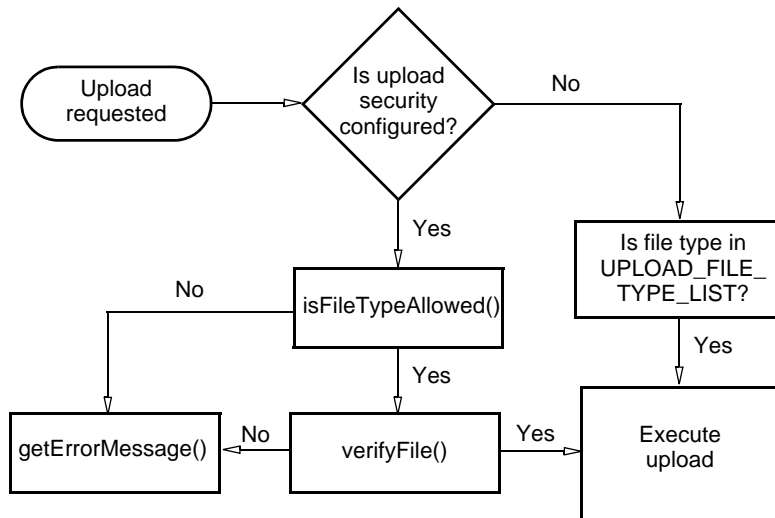 Upload
requested
Is upload
security
configured?
No
Yes
Is file type in
UPLOAD_FILE_
TYPE_LIST?
No
isFileTypeAllowed()
Yes
Yes
getErrorMessage()
No
verifyFile()
Yes
Execute
upload